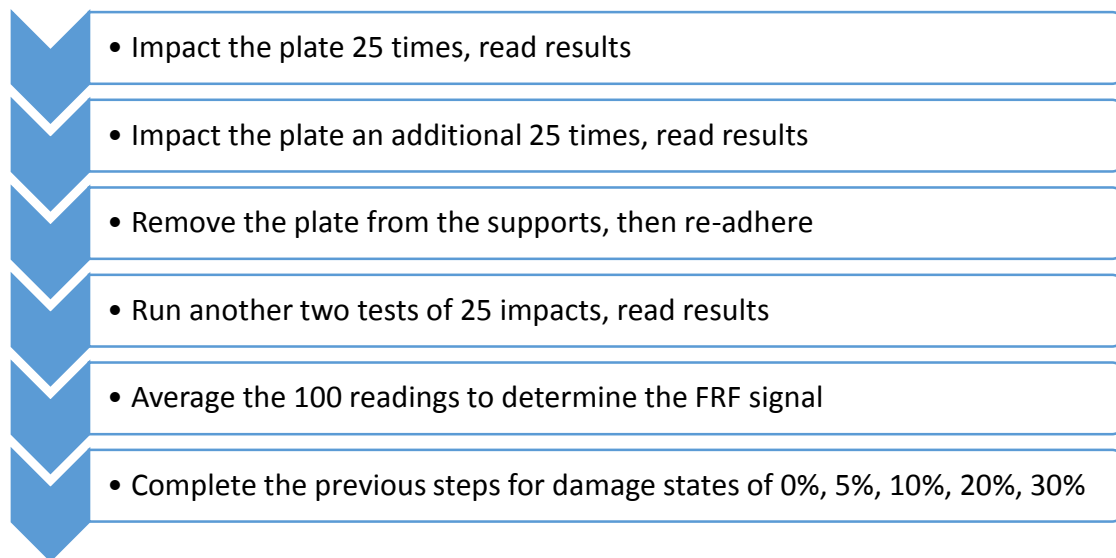 • Impact the plate 25 times, read results
• Impact the plate an additional 25 times, read results
• Remove the plate from the supports, then re-adhere
• Run another two tests of 25 impacts, read results
• Average the 100 readings to determine the FRF signal
• Complete the previous steps for damage states of 0%, 5%, 10%, 20%, 30%